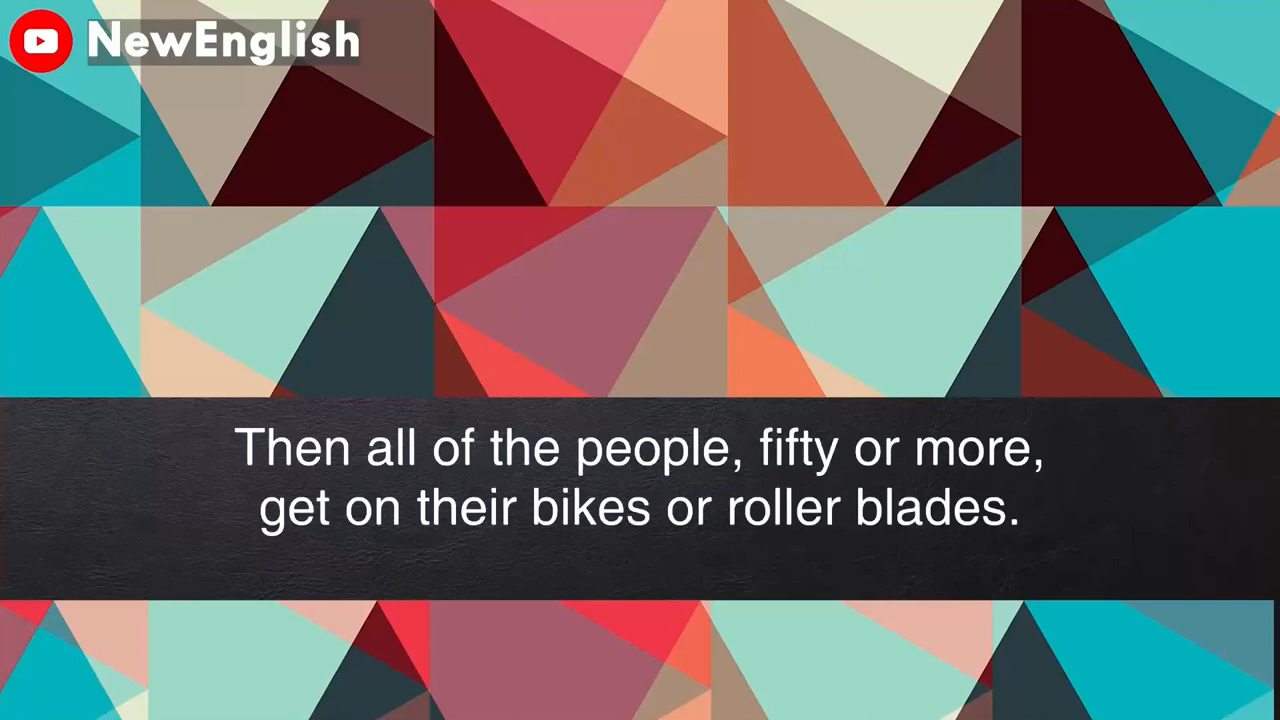 NewEnglish
Then all of the people, fifty or more,
get on their bikes or roller blades.